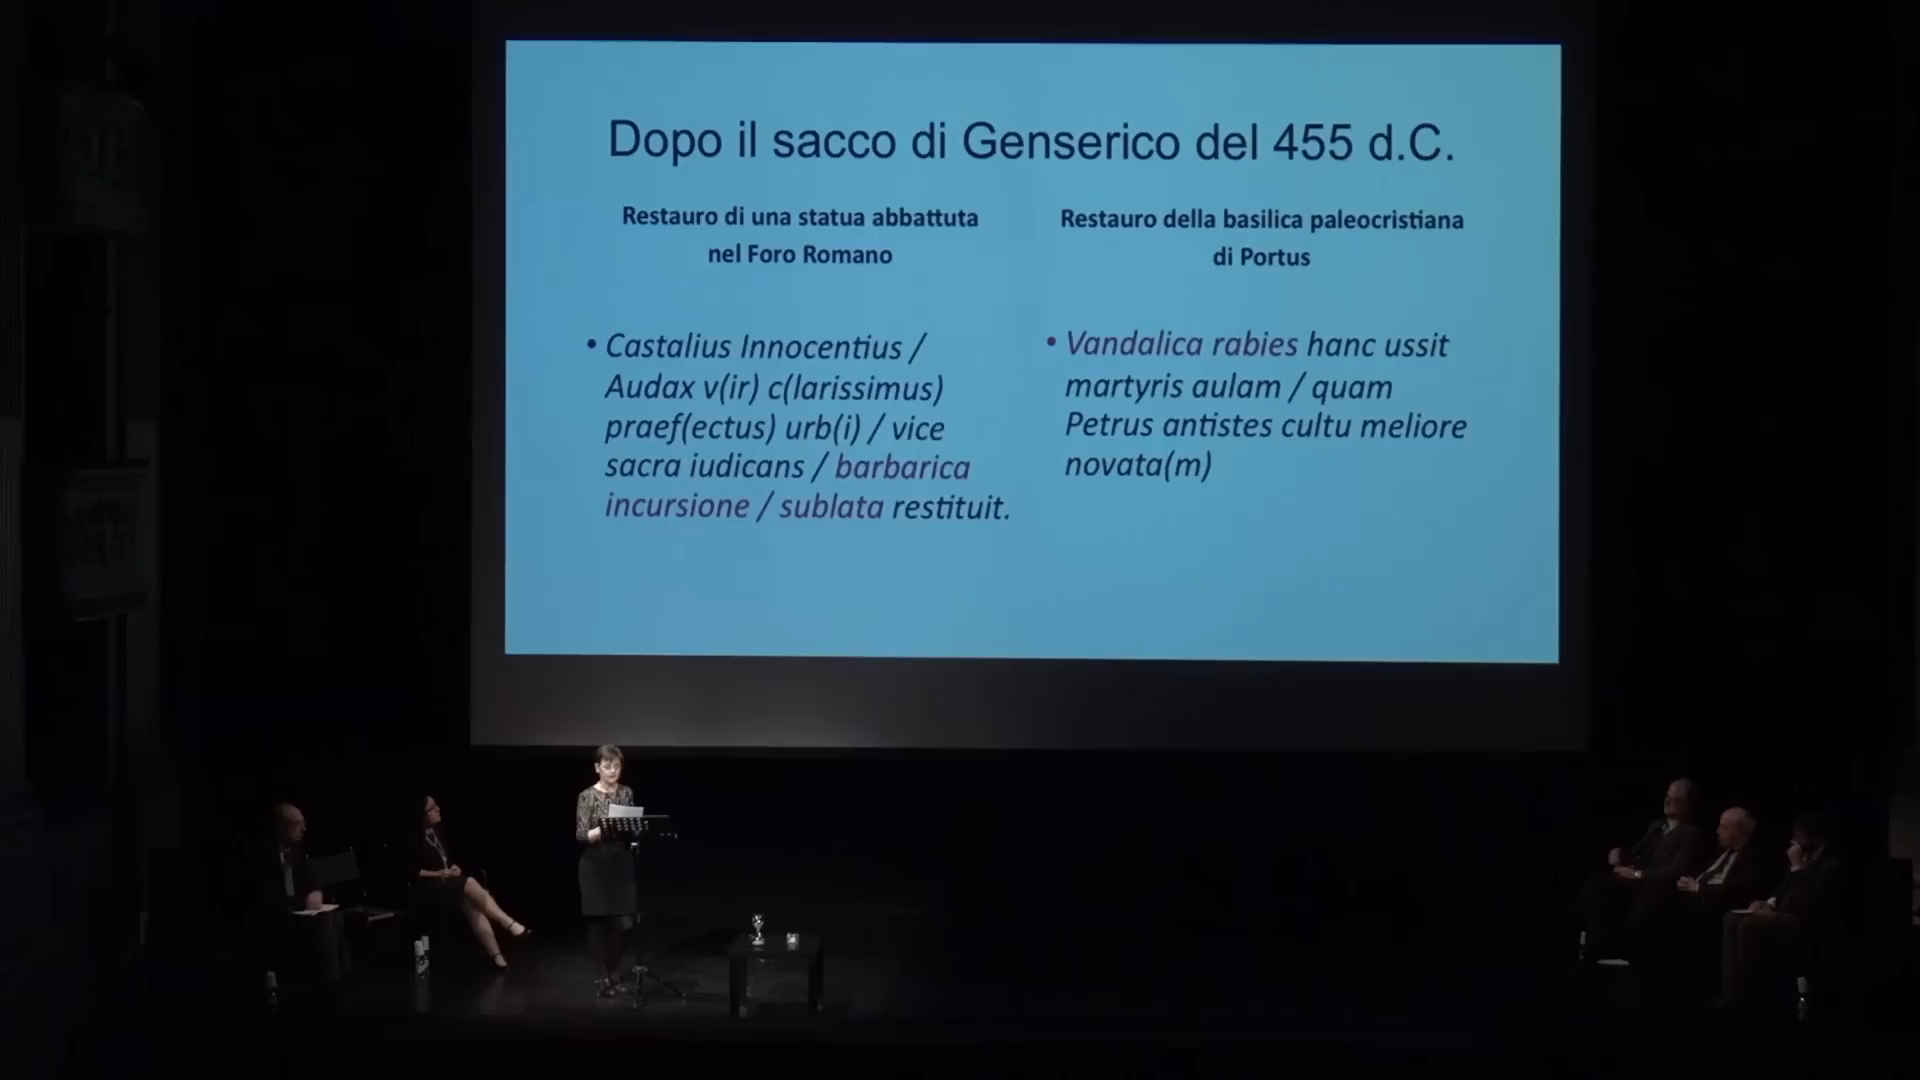 Dopo il sacco di Genserico del 455 d.C.
Restauro di una statua abbattuta
nel Foro Romano
• Castalius Innocentius /
Audax v(ir) c(larissimus)
praef(ectus) urb(i) / vice
sacra iudicans / barbarica
incursione / sublata restituit.
Restauro della basilica paleocristiana
di Portus
• Vandalica rabies hanc ussit
martyris aulam / quam
Petrus antistes cultu meliore
novata(m)